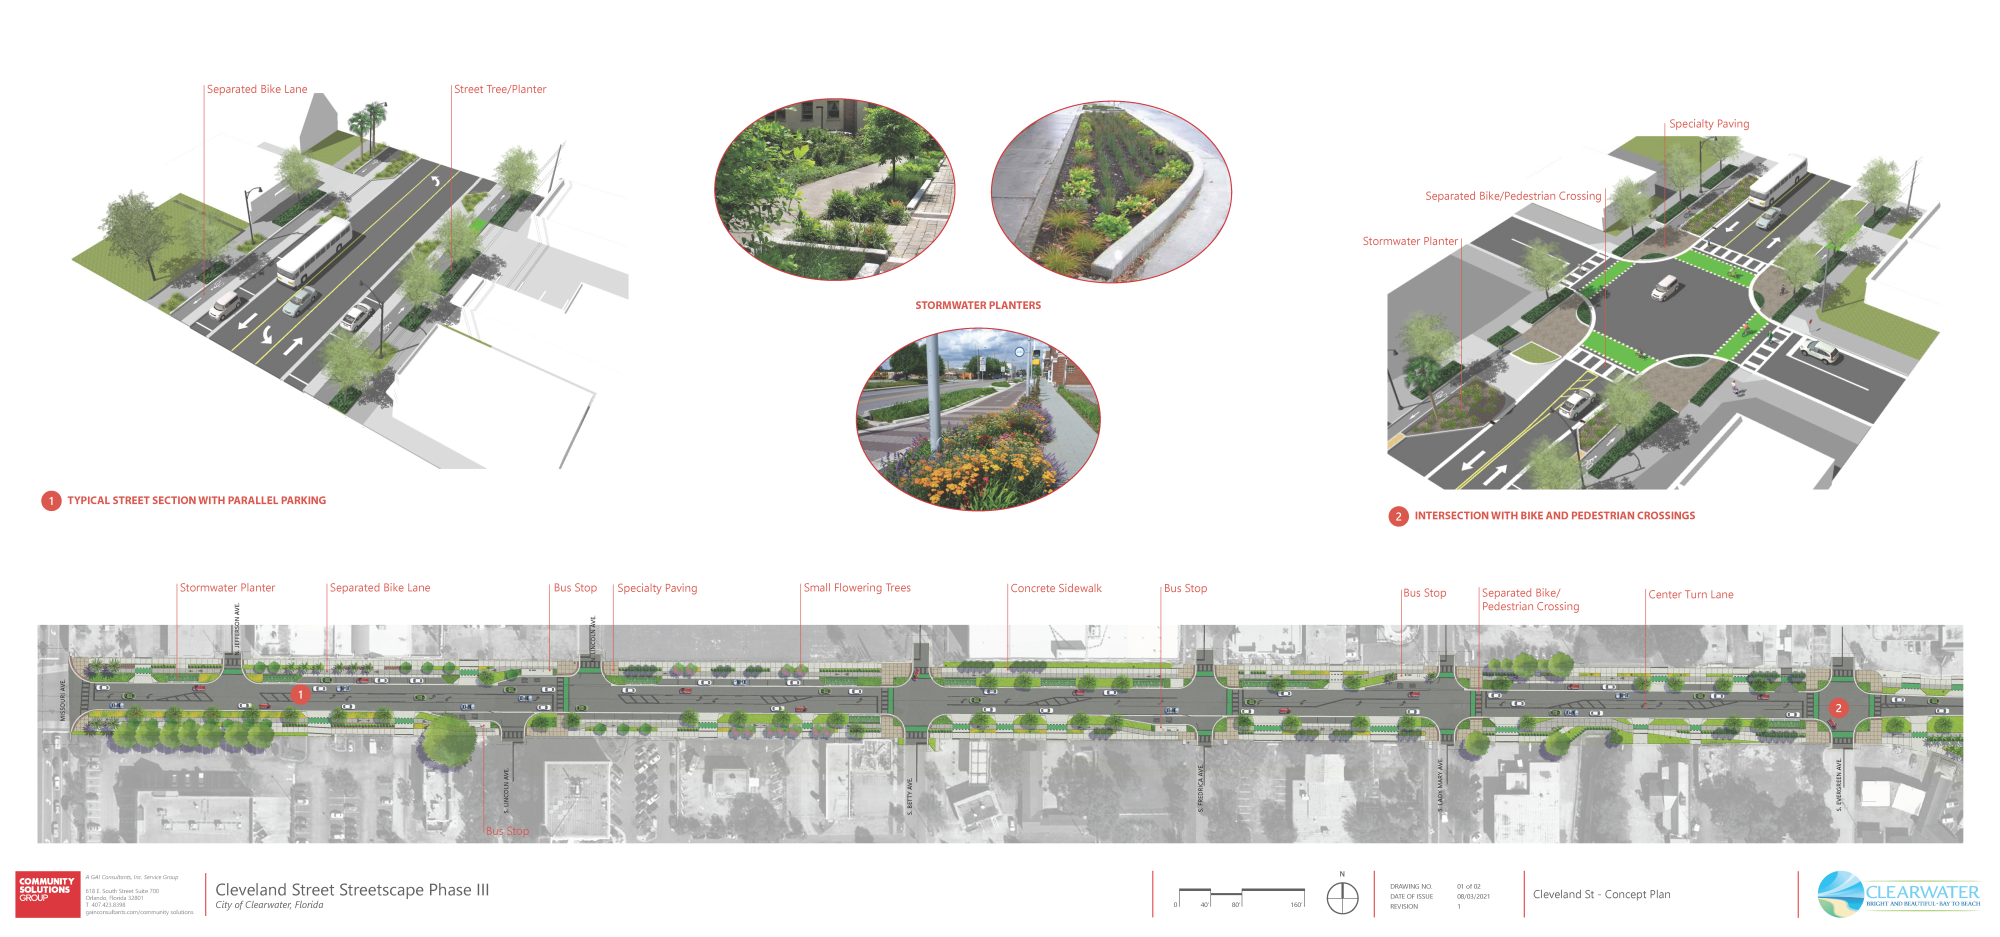 Separated Bike Lane
Street Tree/Planter
Specialty Paving
Separated Bike/Pedestrian Crossing
Stormwater Planter
STORMWATER PLANTERS
1 TYPICAL STREET SECTION WITH PARALLEL PARKING
2 INTERSECTION WITH BIKE AND PEDESTRIAN CROSSINGS
Stormwater Planter
Separated Bike Lane
Bus Stop
Specialty Paving
Small Flowering Trees
Concrete Sidewalk
Bus Stop
Bus Stop
Separated Bike/
Pedestrian Crossing
Center Turn Lane
MISSOURI AVE.
S. JEFFERSON AVE.
LINCOLN AVE.
1
2
S. LINCOLN AVE.
S. BETTY AVE.
S. FREDRICA AVE.
S. LADY MARY AVE.
S. EVERGREEN AVE.
Bus Stop
COMMUNITY
SOLUTIONS
GROUP
A GAI Consultants, Inc. Service Group
618 E. South Street Suite 700
Orlando, Florida 32801
T 407.423.8398
gaiconsultants.com/community solutions
Cleveland Street Streetscape Phase III
City of Clearwater, Florida
0 40' 80' 160'
N
DRAWING NO. 01 of 02
DATE OF ISSUE 08/03/2021
REVISION 1
Cleveland St - Concept Plan
CLEARWATER
BRIGHT AND BEAUTIFUL • BAY TO BEACH